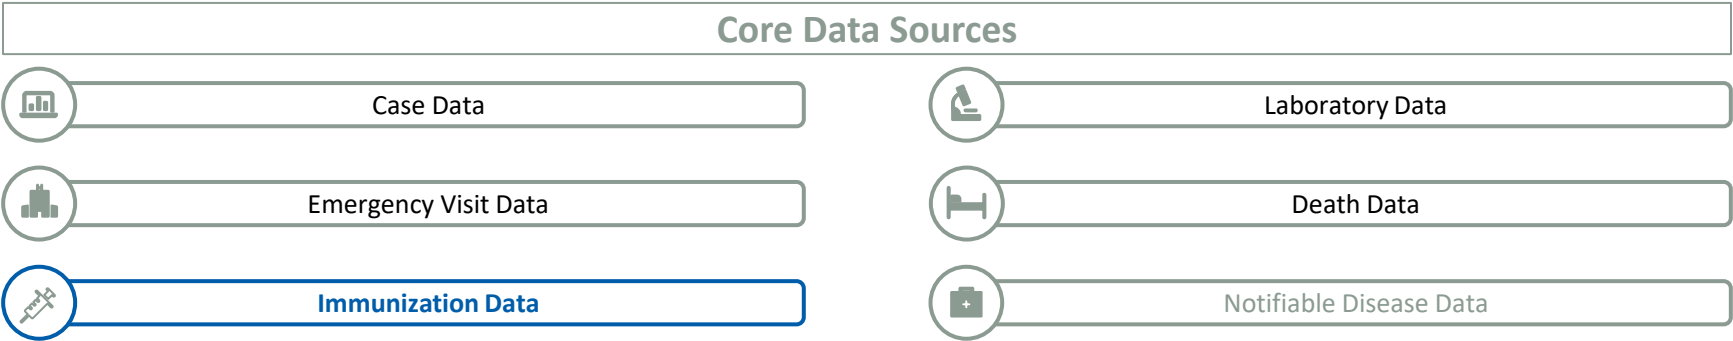 Core Data Sources
Case Data
Laboratory Data
Emergency Visit Data
Death Data
Immunization Data
Notifiable Disease Data